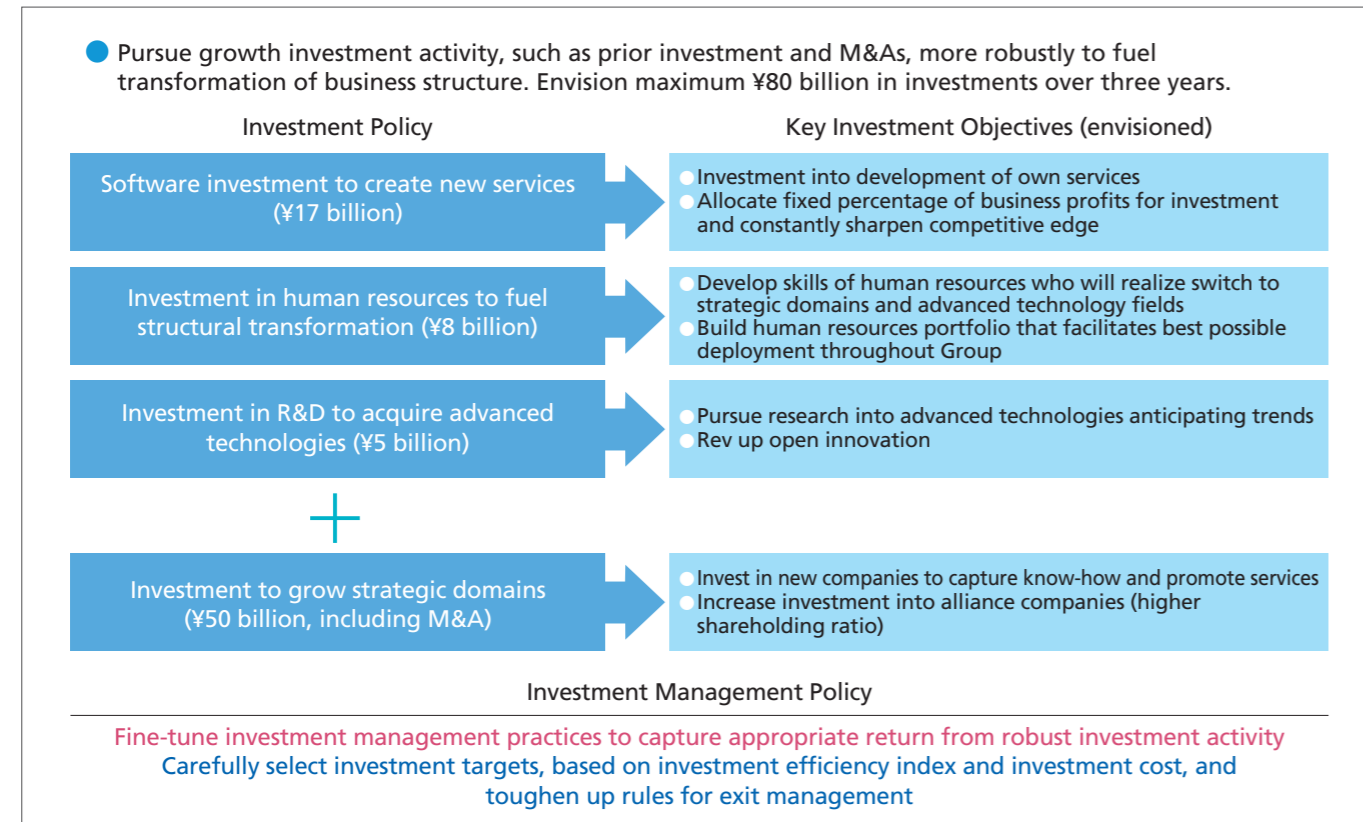 Pursue growth investment activity, such as prior investment and M&As, more robustly to fuel
transformation of business structure. Envision maximum ¥80 billion in investments over three years.
Investment Policy
Key Investment Objectives (envisioned)
Software investment to create new services
(¥17 billion)
Investment into development of own services
Allocate fixed percentage of business profits for investment
and constantly sharpen competitive edge
Investment in human resources to fuel
structural transformation (¥8 billion)
Develop skills of human resources who will realize switch to
strategic domains and advanced technology fields
Build human resources portfolio that facilitates best possible
deployment throughout Group
Investment in R&D to acquire advanced
technologies (¥5 billion)
Pursue research into advanced technologies anticipating trends
Rev up open innovation
+
Investment to grow strategic domains
(¥50 billion, including M&A)
Invest in new companies to capture know-how and promote services
Increase investment into alliance companies (higher
shareholding ratio)
Investment Management Policy
Fine-tune investment management practices to capture appropriate return from robust investment activity
Carefully select investment targets, based on investment efficiency index and investment cost, and
toughen up rules for exit management